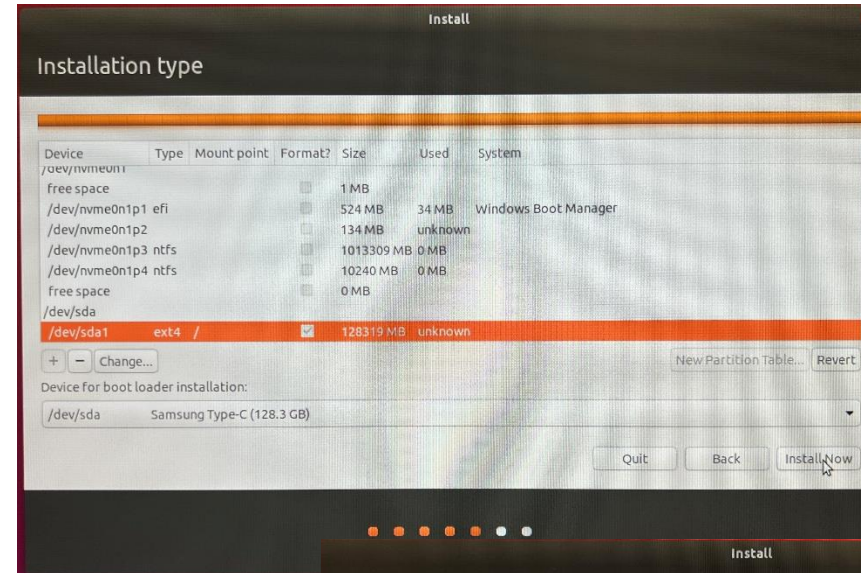 Install
Installation type
Device Type Mount point Format? Size Used System
/dev/nvme0n1
free space 1 MB
/dev/nvme0n1p1 efi 524 MB 34 MB Windows Boot Manager
/dev/nvme0n1p2 134 MB unknown
/dev/nvme0n1p3 ntfs 1013309 MB 0 MB
/dev/nvme0n1p4 ntfs 10240 MB 0 MB
free space 0 MB
/dev/sda
/dev/sda1 ext4 / 128319 MB unknown
+ - Change... New Partition Table... Revert
Device for boot loader installation:
/dev/sda Samsung Type-C (128.3 GB)
Quit Back Install Now
Install